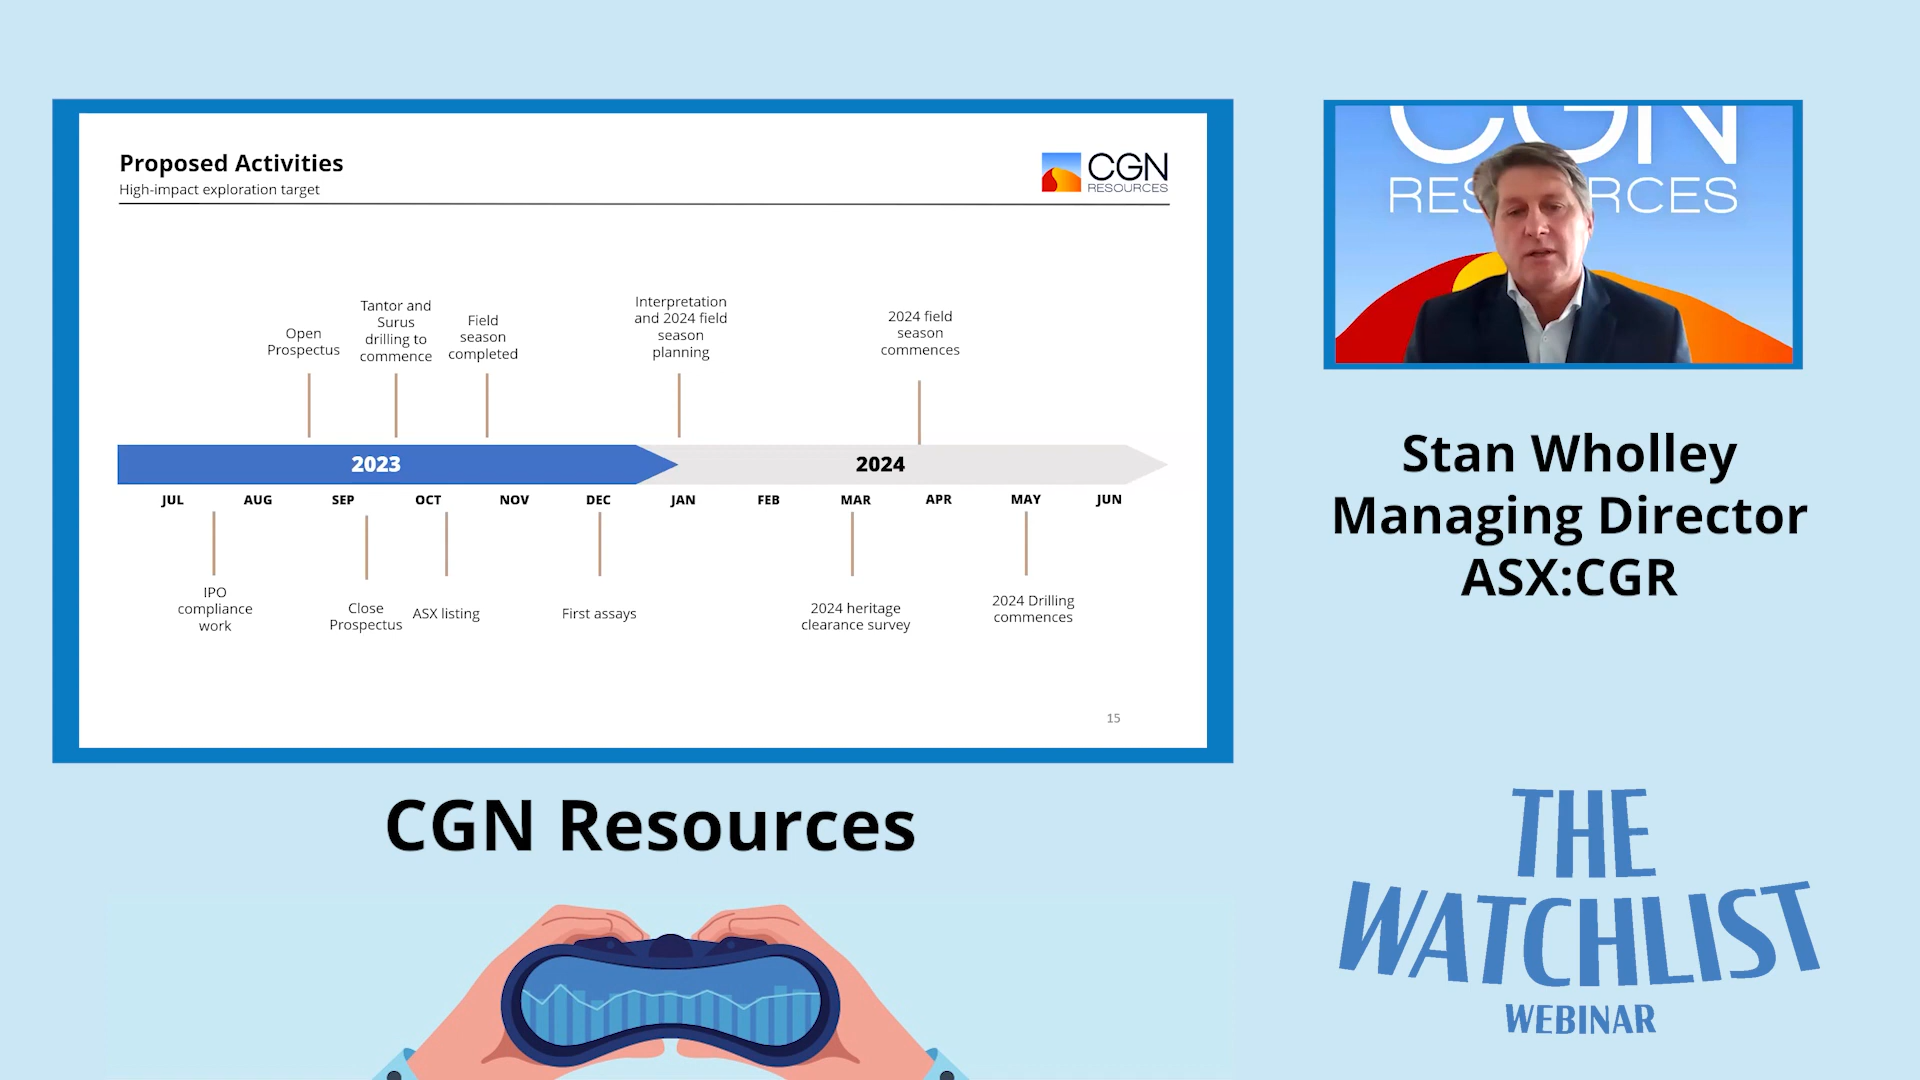 Proposed Activities
High-impact exploration target
CGN
RESOURCES
Open
Prospectus
Tantor and
Surus
drilling to
commence
Field
season
completed
Interpretation
and 2024 field
season
planning
2024 field
season
commences
2023
2024
JUL AUG SEP OCT NOV DEC JAN FEB MAR APR MAY JUN
IPO
compliance
work
Close
Prospectus
ASX listing
First assays
2024 heritage
clearance survey
2024 Drilling
commences
15
CGN
RES RCES
Stan Wholley
Managing Director
ASX:CGR
CGN Resources
THE
WATCHLIST
WEBINAR